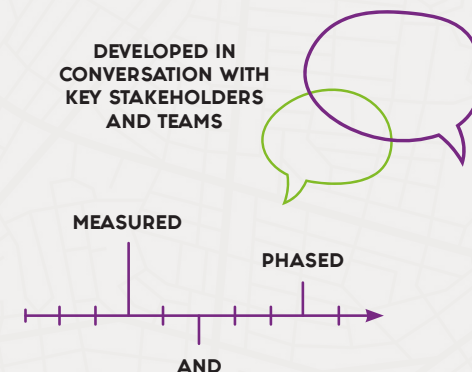 DEVELOPED IN
CONVERSATION WITH
KEY STAKEHOLDERS
AND TEAMS
MEASURED
AND
PHASED